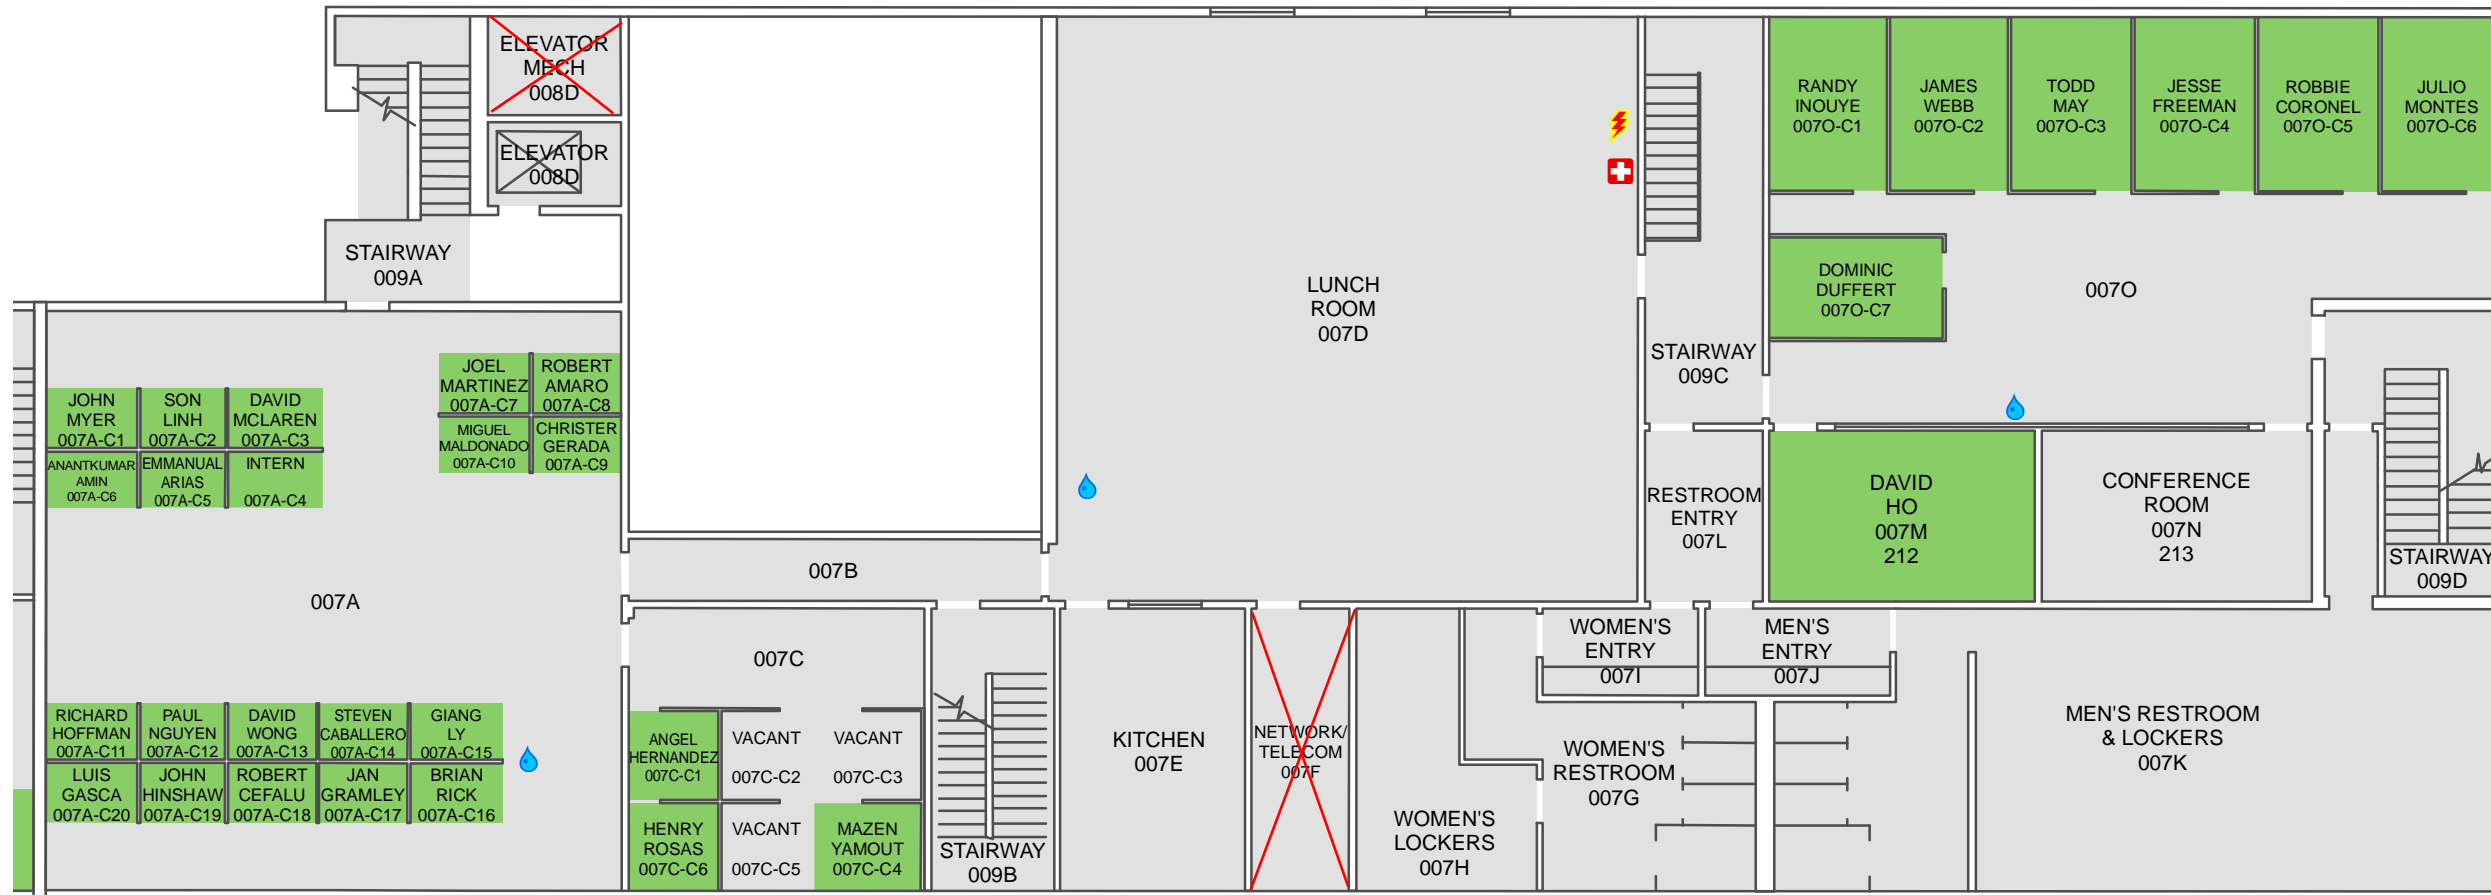 ELEVATOR
MECH
008D
ELEVATOR
008D
STAIRWAY
009A
LUNCH
ROOM
007D
STAIRWAY
009C
RANDY
INOUYE
007O-C1
JAMES
WEBB
007O-C2
TODD
MAY
007O-C3
JESSE
FREEMAN
007O-C4
ROBBIE
CORONEL
007O-C5
JULIO
MONTES
007O-C6
DOMINIC
DUFFERT
007O-C7
007O
JOHN
MYER
007A-C1
SON
LINH
007A-C2
DAVID
MCLAREN
007A-C3
ANANTKUMAR
AMIN
007A-C6
EMMANUAL
ARIAS
007A-C5
INTERN
007A-C4
JOEL
MARTINEZ
007A-C7
ROBERT
AMARO
007A-C8
MIGUEL
MALDONADO
007A-C10
CHRISTER
GERADA
007A-C9
007A
007B
RESTROOM
ENTRY
007L
DAVID
HO
007M
212
CONFERENCE
ROOM
007N
213
STAIRWAY
009D
RICHARD
HOFFMAN
007A-C11
PAUL
NGUYEN
007A-C12
DAVID
WONG
007A-C13
STEVEN
CABALLERO
007A-C14
GIANG
LY
007A-C15
LUIS
GASCA
007A-C20
JOHN
HINSHAW
007A-C19
ROBERT
CEFALU
007A-C18
JAN
GRAMLEY
007A-C17
BRIAN
RICK
007A-C16
007C
ANGEL
HERNANDEZ
007C-C1
VACANT
007C-C2
VACANT
007C-C3
HENRY
ROSAS
007C-C6
VACANT
007C-C5
MAZEN
YAMOUT
007C-C4
STAIRWAY
009B
KITCHEN
007E
NETWORK/
TELECOM
007F
WOMEN'S
LOCKERS
007H
WOMEN'S
ENTRY
007I
MEN'S
ENTRY
007J
WOMEN'S
RESTROOM
007G
MEN'S RESTROOM
& LOCKERS
007K